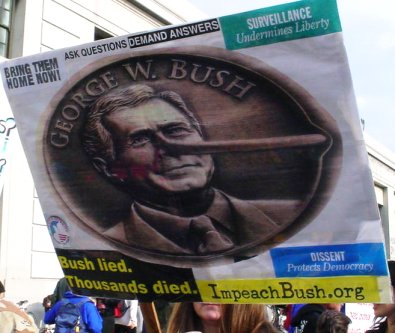 ASK QUESTIONS DEMAND ANSWERS
SURVEILLANCE
Undermines Liberty
BRING THEM
HOME NOW!
GEORGE W. BUSH
DISSENT
Protects Democracy
Bush lied.
Thousands died. ImpeachBush.org